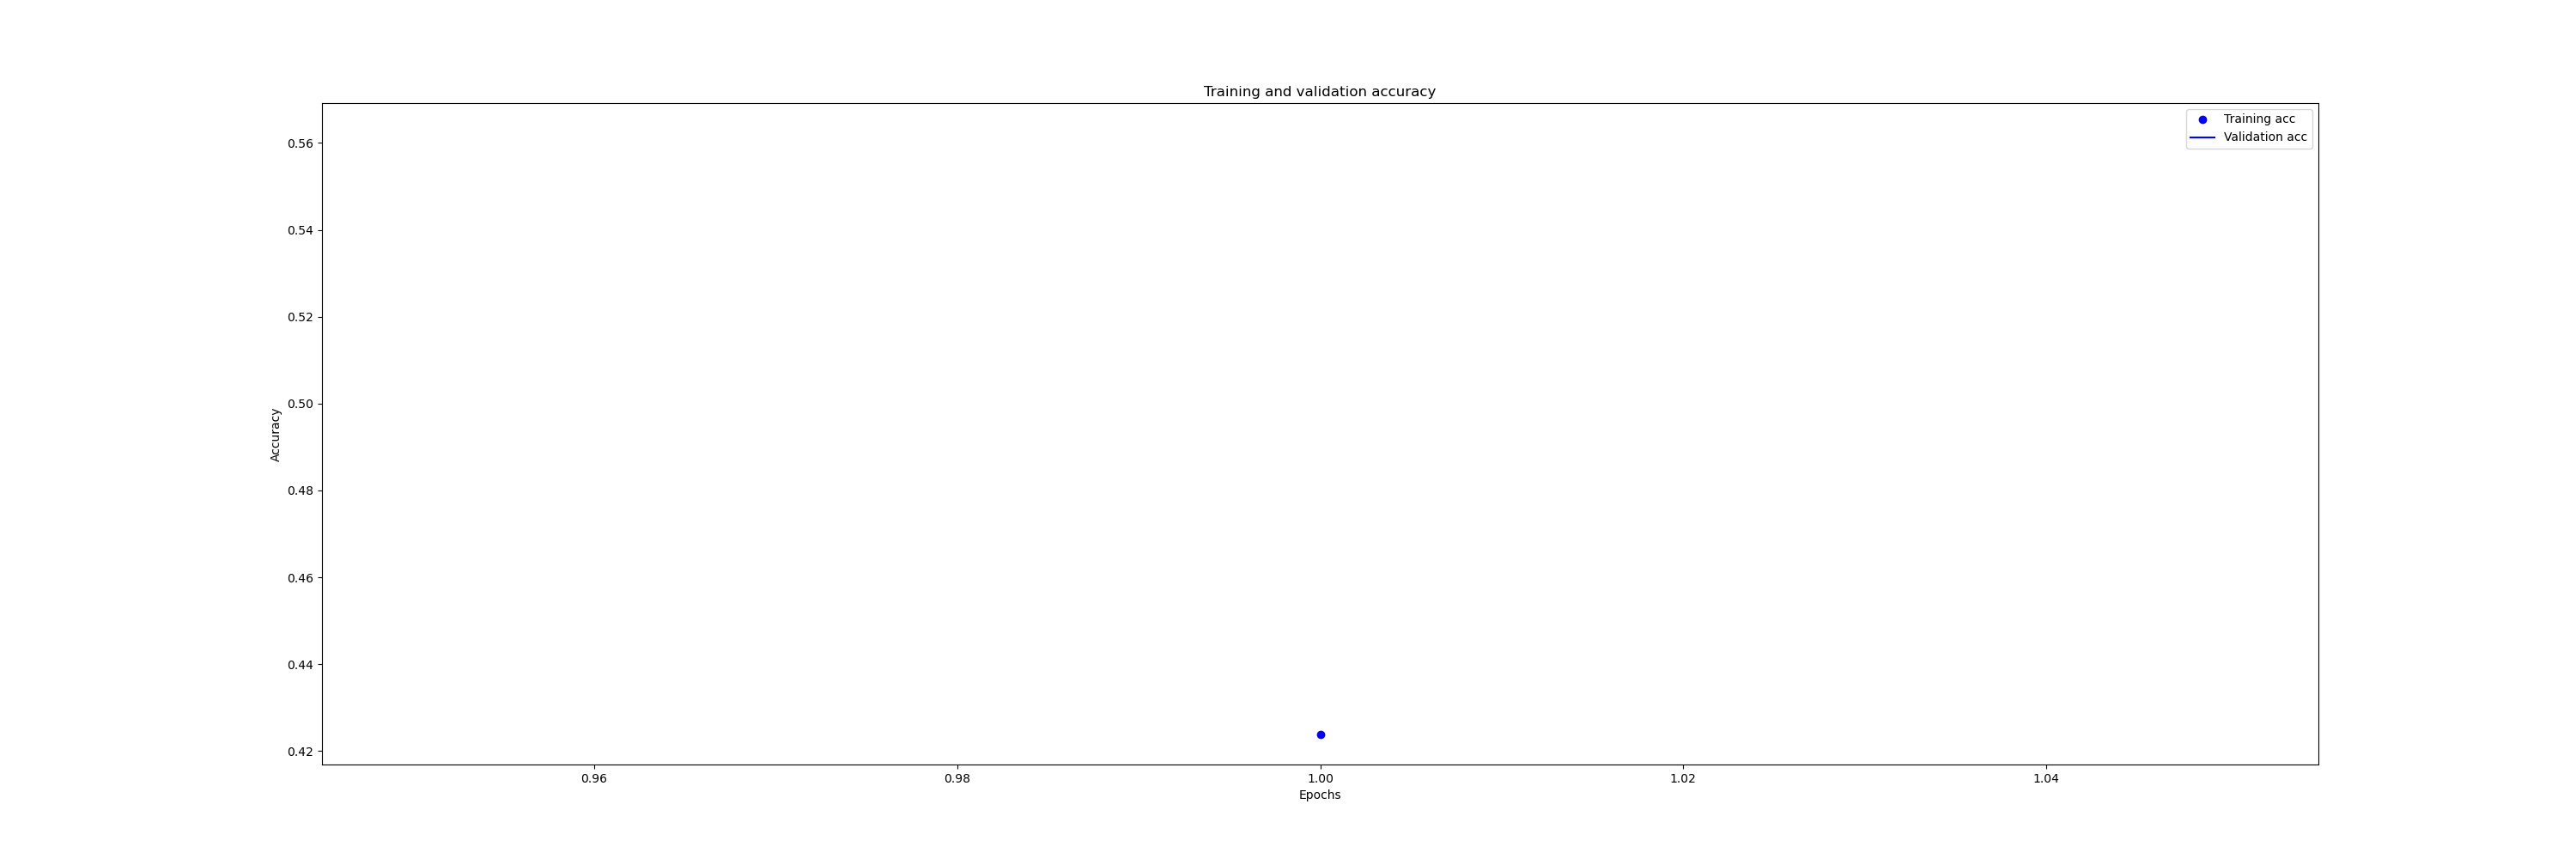 Training and validation accuracy
Training acc
Validation acc
0.56
0.54
0.52
0.50
0.48
0.46
0.44
0.42
Accuracy
0.96 0.98 1.00 1.02 1.04
Epochs